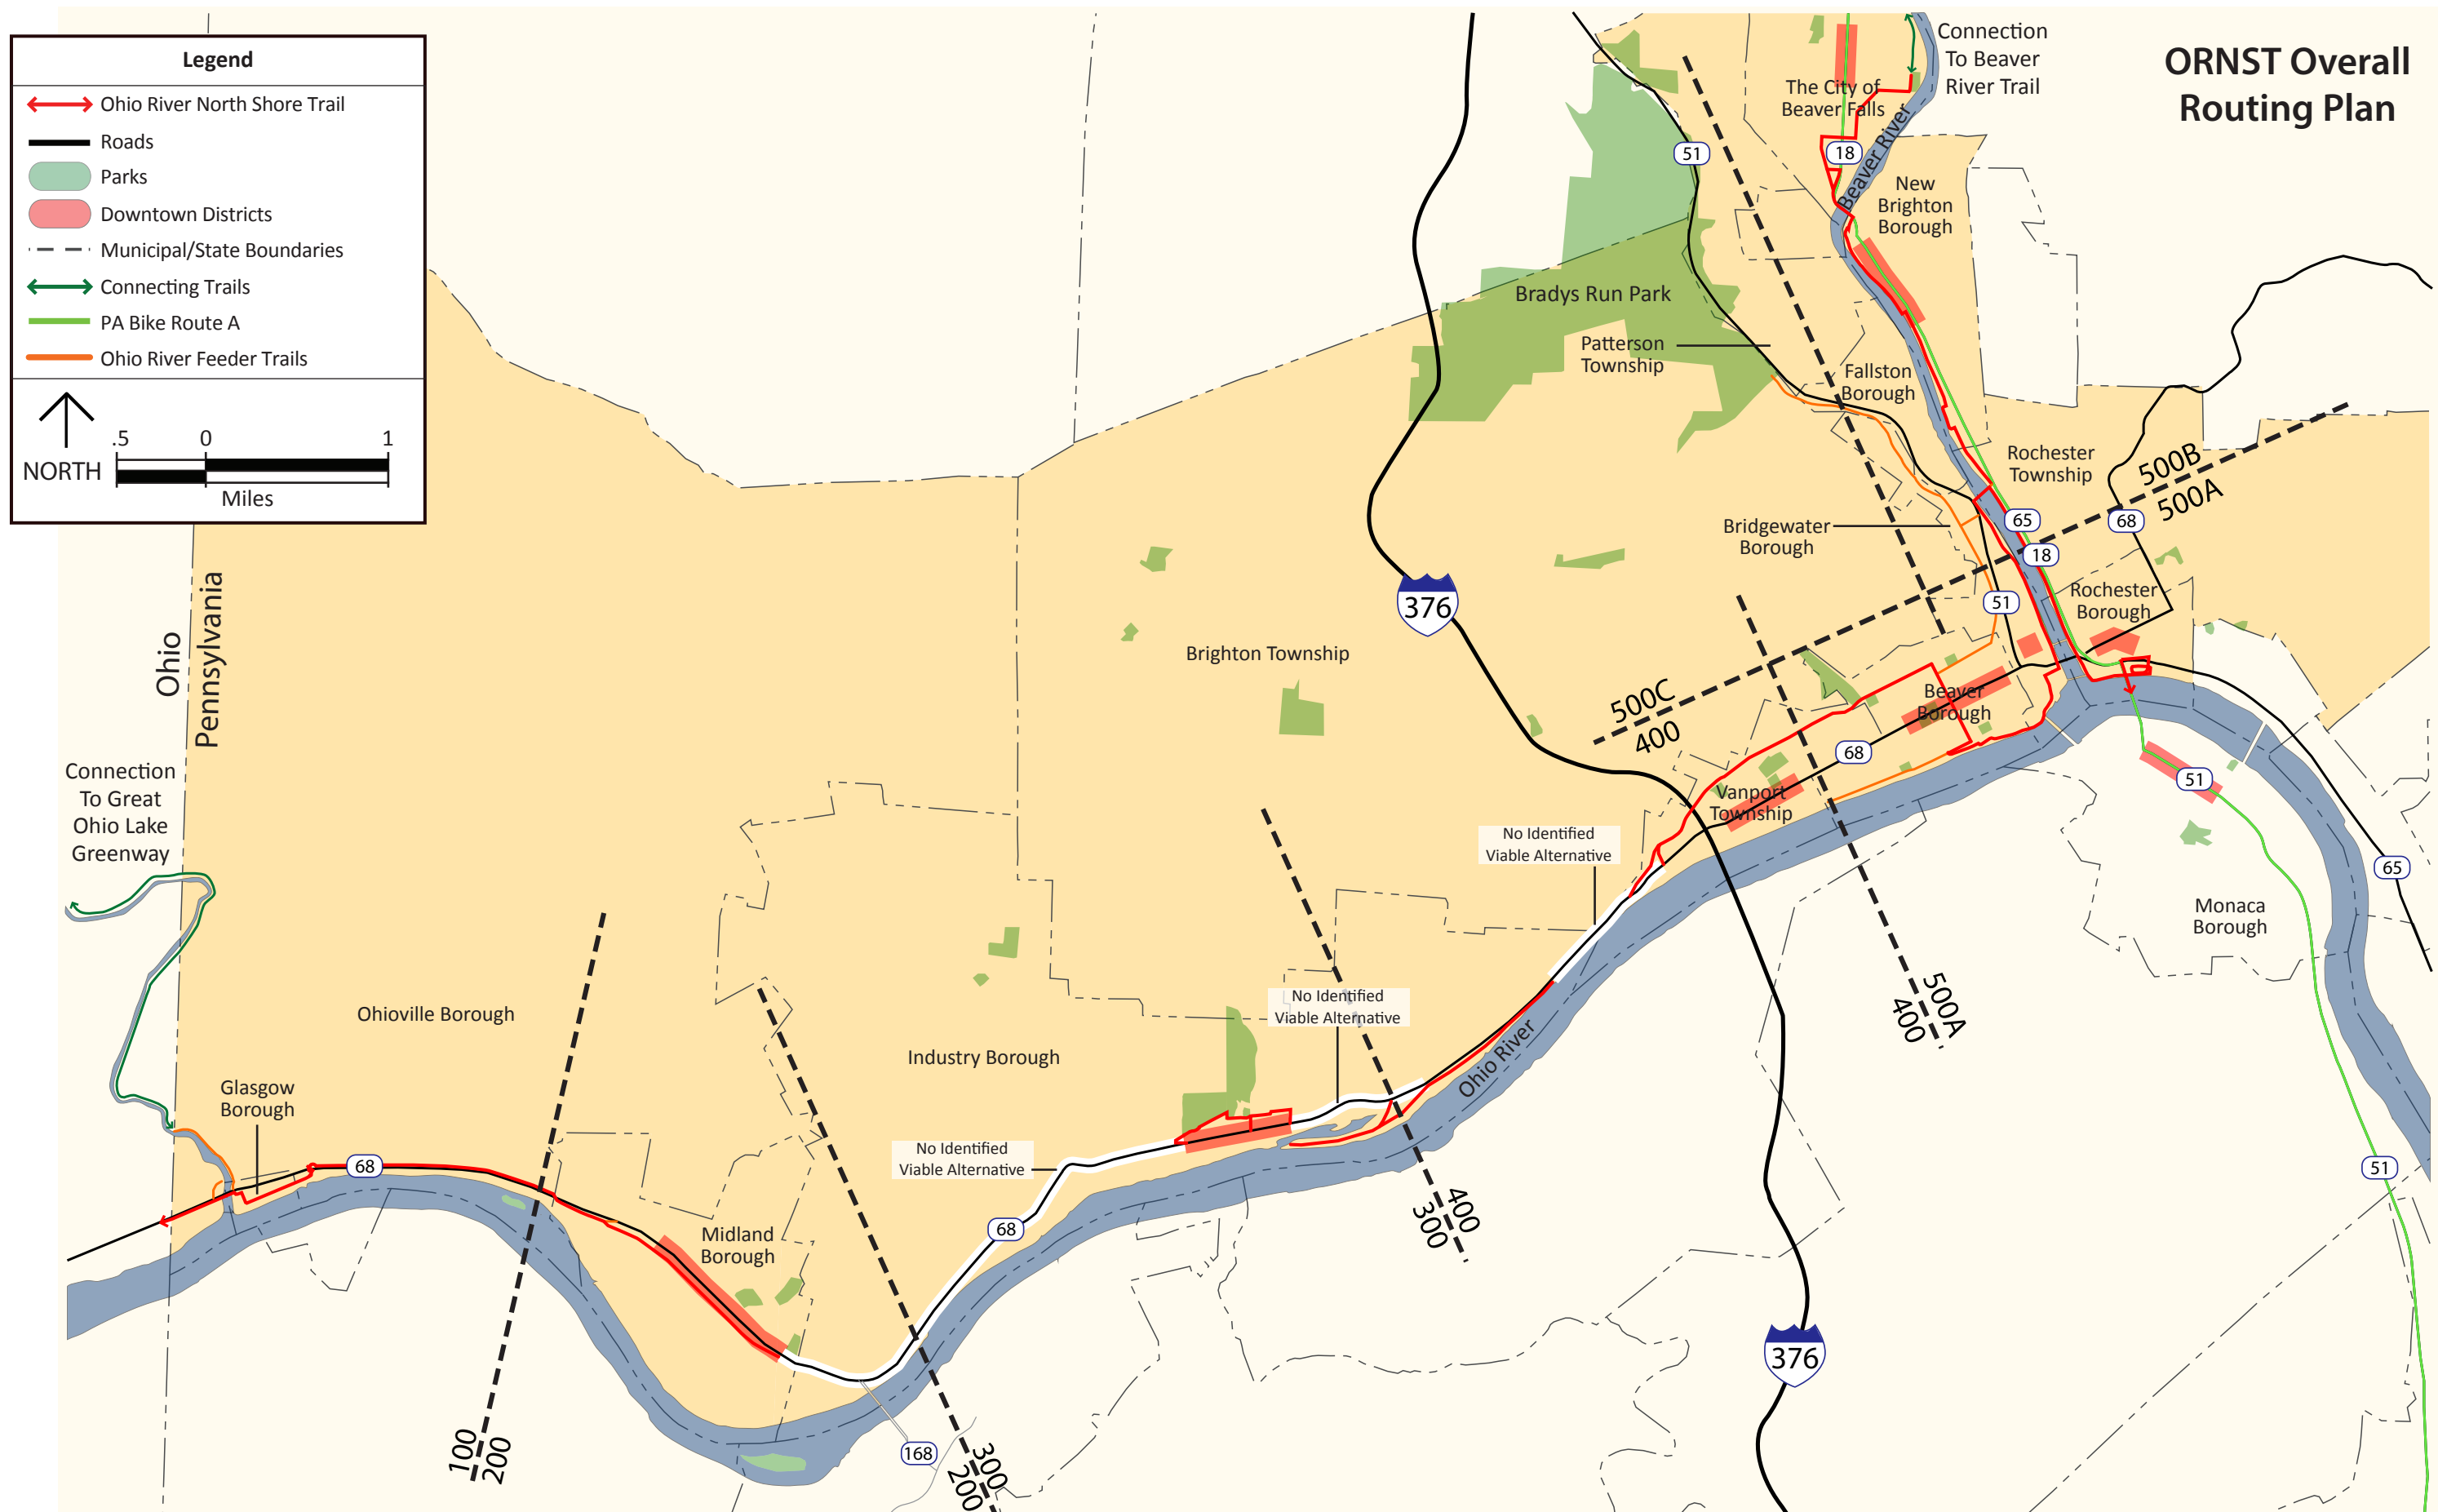 ORNST Overall
Routing Plan
Legend
Ohio River North Shore Trail
Roads
Parks
Downtown Districts
Municipal/State Boundaries
Connecting Trails
PA Bike Route A
Ohio River Feeder Trails
NORTH
.5 0 1
Miles
Connection
To Beaver
River Trail
The City of
Beaver Falls
51
18
Beaver River
New
Brighton
Borough
Bradys Run Park
Patterson
Township
Fallston
Borough
Rochester
Township
500B
500A
Bridgewater
Borough
65
68
18
376
51
Rochester
Borough
Ohio
Pennsylvania
Brighton Township
500C
400
Beaver
Borough
68
51
Vanport
Township
Connection
To Great
Ohio Lake
Greenway
No Identified
Viable Alternative
65
Monaca
Borough
500A
400
Ohioville Borough
No Identified
Viable Alternative
Industry Borough
Ohio River
Glasgow
Borough
No Identified
Viable Alternative
68
51
400
300
68
Midland
Borough
376
100
200
168
300
200